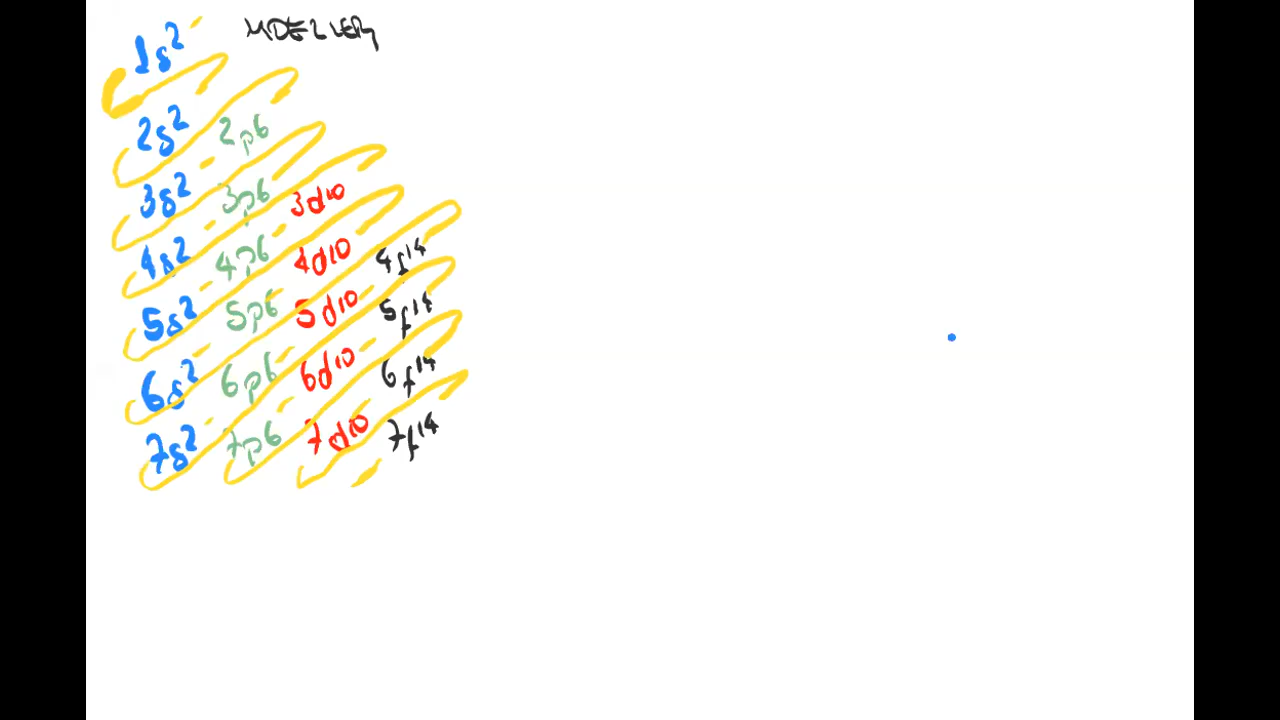 MOELLER
1s2
2s2 2p6
3s2 3p6 3d10
4s2 4p6 4d10 4f14
5s2 5p6 5d10 5f14
6s2 6p6 6d10 6f14
7s2 7p6 7d10 7f14